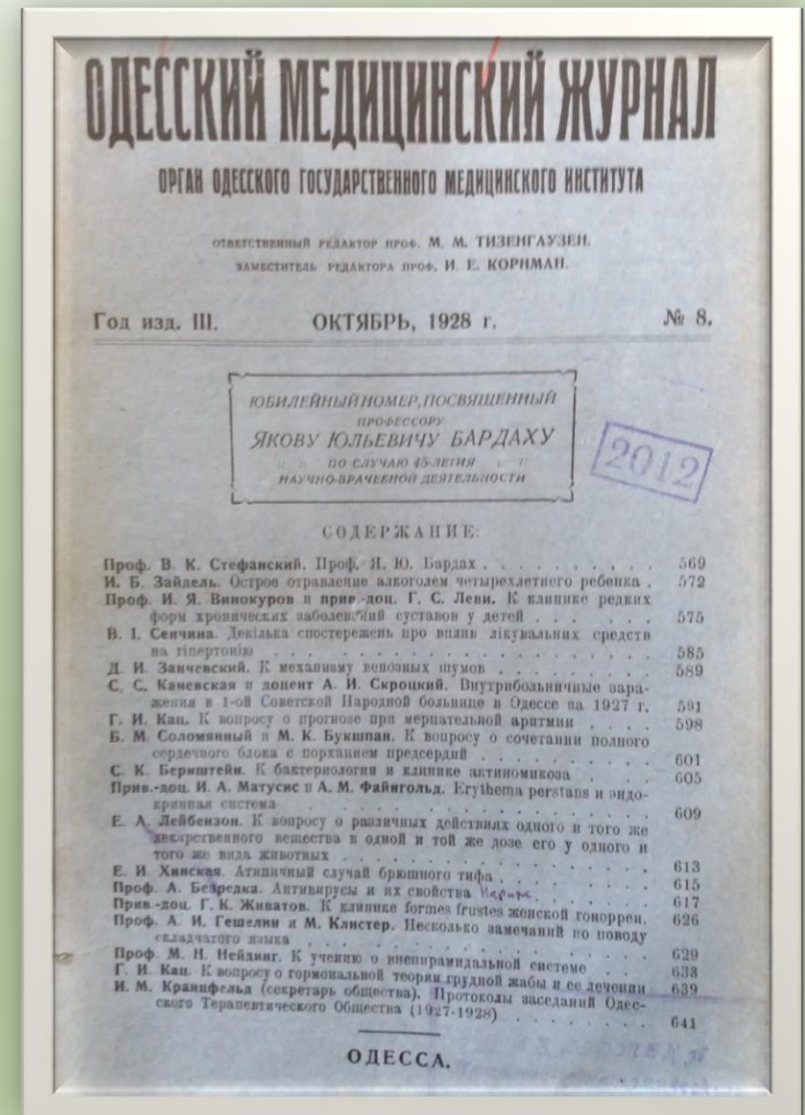 ОДЕССКИЙ МЕДИЦИНСКИЙ ЖУРНАЛ
ОРГАН ОДЕССКОГО ГОСУДАРСТВЕННОГО МЕДИЦИНСКОГО ИНСТИТУТА
ОТВЕТСТВЕННЫЙ РЕДАКТОР ПРОФ. М. М. ТИЗЕНГАУЗЕН.
ЗАМЕСТИТЕЛЬ РЕДАКТОРА ПРОФ. И. Е. КОРНМАН.
Год изд. III. ОКТЯБРЬ, 1928 г. № 8.
ЮБИЛЕЙНЫЙ НОМЕР, ПОСВЯЩЕННЫЙ
ПРОФЕССОРУ
ЯКОВУ ЮЛЬЕВИЧУ БАРДАХУ
ПО СЛУЧАЮ 45-ЛЕТИЯ
НАУЧНО-ВРАЧЕБНОЙ ДЕЯТЕЛЬНОСТИ
2012
СОДЕРЖАНИЕ:
Проф. В. К. Стефанский. Проф. Я. Ю. Бардах . . . . . . . . . . 569
И. Б. Зайдель. Острое отравление алкоголем четырехлетнего ребенка . 572
Проф. И. Я. Винокуров и прив.-доц. Г. С. Леви. К клинике редких
форм хронических заболеваний суставов у детей . . . . . . 575
В. І. Сенчина. Декілька спостережень про вплив лікувальних средств
на гіпертонію . . . . . . . . . . . . . . . . . . 585
Д. И. Занчевский. К механизму венозных шумов . . . . . . . . 589
С. С. Каневская и доцент А. И. Скроцкий. Внутрибольничные зара-
жения в 1-ой Советской Народной больнице в Одессе за 1927 г. 591
Г. И. Кац. К вопросу о прогнозе при мерцательной аритмии . . . . 598
Б. М. Соломянный и М. К. Букшпан. К вопросу о сочетании полного
сердечного блока с порханием предсердий . . . . . . . . 601
С. К. Бернштейн. К бактериологии и клинике актиномикоза . . . . 605
Прив.-доц. И. А. Матусис и А. М. Файнгольд. Erythema perstans и эндо-
кринная система . . . . . . . . . . . . . . . . . 609
Е. А. Лейбензон. К вопросу о различных действиях одного и того же
лекарственного вещества в одной и той же дозе его у одного и
того же вида животных . . . . . . . . . . . . . . 613
Е. И. Хинская. Атипичный случай брюшного тифа . . . . . . . . 615
Проф. А. Безредка. Антивирусы и их свойства . . . 617
Прив.-доц. Г. К. Живатов. К клинике formes frustes женской гонорреи. 626
Проф. А. И. Гешелин и М. Клистер. Несколько замечаний по поводу
складчатого языка . . . . . . . . . . . . . . . . 629
Проф. М. Н. Нейдинг. К учению о внепирамидальной системе . . . . 633
Г. И. Кац. К вопросу о гормональной теории грудной жабы и ее лечении 639
И. М. Крайнфельд (секретарь общества). Протоколы заседаний Одес-
ского Терапевтического Общества (1927-1928) . . . . . . . 641
ОДЕССА.